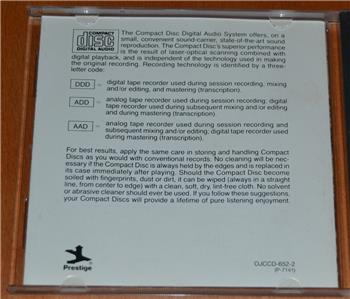 The Compact Disc Digital Audio System offers, on a
small, convenient sound-carrier, state-of-the-art sound
reproduction. The Compact Disc's superior performance
is the result of laser-optical scanning combined with
digital playback, and is independent of the technology used in making
the original recording. Recording technology is identified by a three-
letter code:
COMPACT
disc
DIGITAL AUDIO
DDD = digital tape recorder used during session recording, mixing
and/or editing, and mastering (transcription).
ADD = analog tape recorder used during session recording, digital
tape recorder used during subsequent mixing and/or editing
and during mastering (transcription).
AAD = analog tape recorder used during session recording and
subsequent mixing and/or editing; digital tape recorder used
during mastering (transcription).
For best results, apply the same care in storing and handling Compact
Discs as you would with conventional records. No cleaning will be nec-
essary if the Compact Disc is always held by the edges and is replaced in
its case immediately after playing. Should the Compact Disc become
soiled with fingerprints, dust or dirt, it can be wiped (always in a straight
line, from center to edge) with a clean, soft, dry, lint-free cloth. No solvent
or abrasive cleaner should ever be used. If you follow these suggestions,
your Compact Discs will provide a lifetime of pure listening enjoyment.
Prestige
OJCCD-652-2
(P-7141)